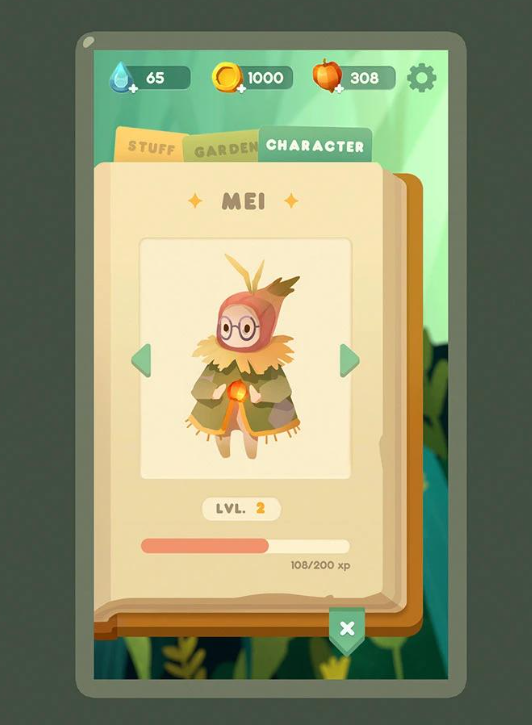 65
1000
308
STUFF
GARDEN
CHARACTER
MEI
LVL. 2
108/200 xp